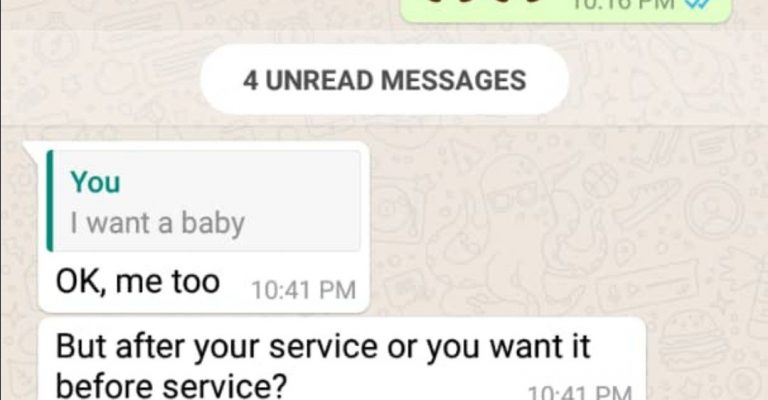 10:16 PM
4 UNREAD MESSAGES
You
I want a baby
OK, me too 10:41 PM
But after your service or you want it
before service? 10:41 PM